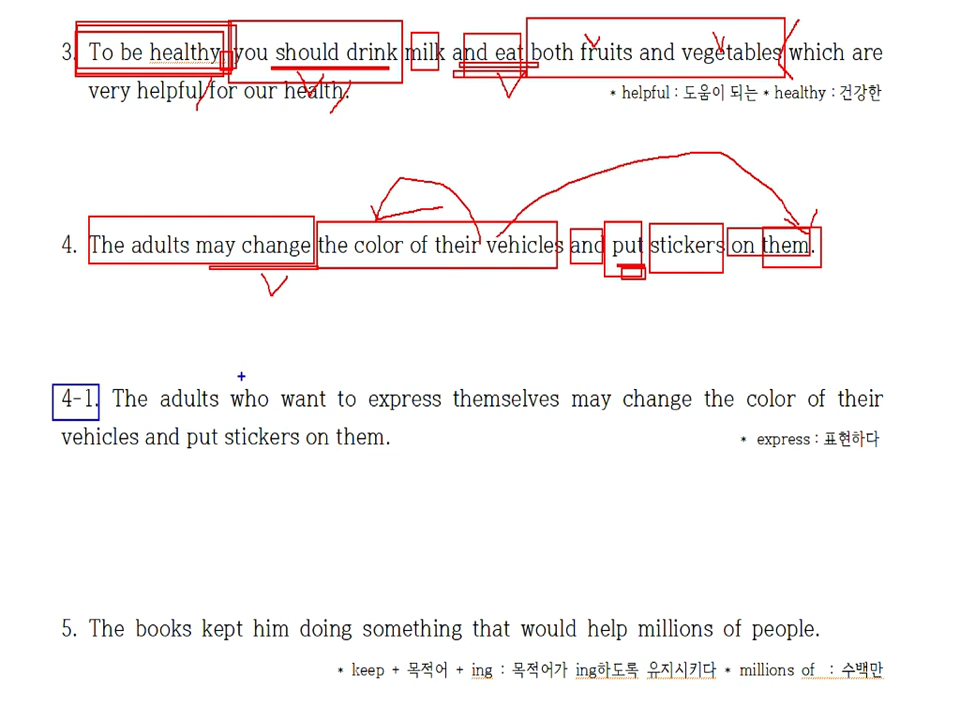 3. To be healthy, you should drink milk and eat both fruits and vegetables which are
very helpful for our health.
* helpful : 도움이 되는 * healthy : 건강한
4. The adults may change the color of their vehicles and put stickers on them.
4-1. The adults who want to express themselves may change the color of their
vehicles and put stickers on them.
* express : 표현하다
5. The books kept him doing something that would help millions of people.
* keep + 목적어 + ing : 목적어가 ing하도록 유지시키다 * millions of : 수백만